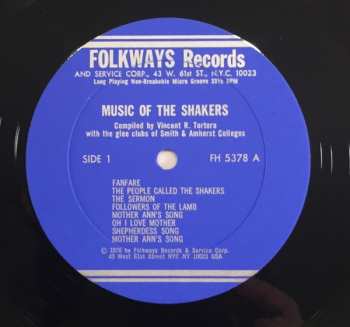 FOLKWAYS Records
AND SERVICE CORP., 43 W. 61st ST., N.Y.C. 10023
Long Playing Non-Breakable Micro Groove 33⅓ RPM
MUSIC OF THE SHAKERS
Compiled by Vincent R. Tortora
with the glee clubs of Smith & Amherst Colleges
SIDE 1 FH 5378 A
FANFARE
THE PEOPLE CALLED THE SHAKERS
THE SERMON
FOLLOWERS OF THE LAMB
MOTHER ANN'S SONG
OH I LOVE MOTHER
SHEPHERDESS SONG
MOTHER ANN'S SONG
© 1976 by Folkways Records & Service Corp.
43 West 61st Street NYC NY 10023 USA